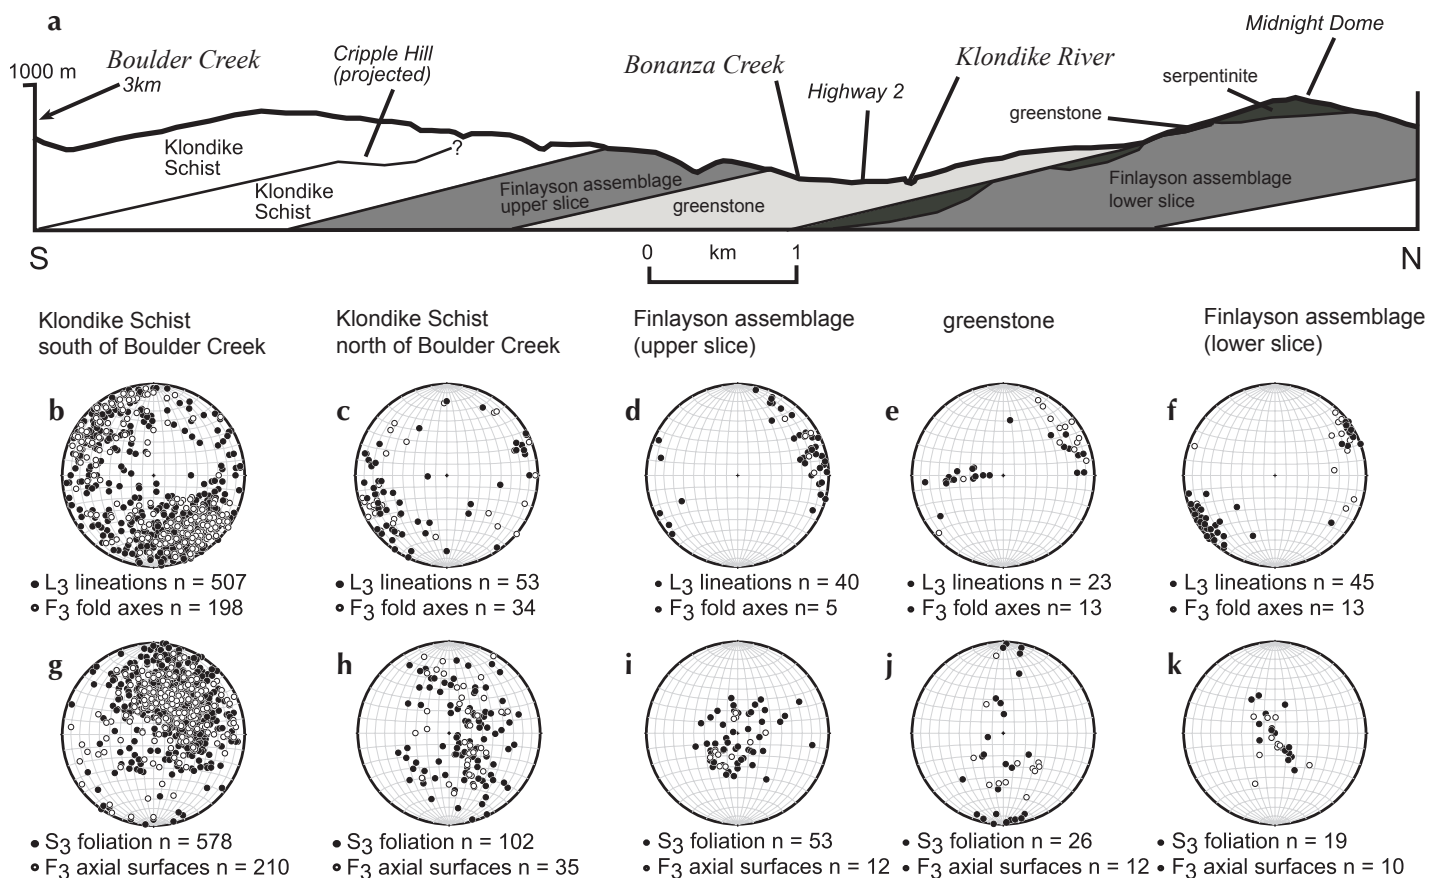 a
Midnight Dome
Boulder Creek
Cripple Hill
(projected)
Klondike River
Bonanza Creek
1000 m
3km
serpentinite
Highway 2
greenstone
Klondike
Schist
?
Klondike
Schist
Finlayson assemblage
upper slice
greenstone
Finlayson assemblage
lower slice
S
0 km 1
N
Klondike Schist
south of Boulder Creek
Klondike Schist
north of Boulder Creek
Finlayson assemblage
(upper slice)
greenstone
Finlayson assemblage
(lower slice)
b
c
d
e
f
L3 lineations n = 507
F3 fold axes n = 198
L3 lineations n = 53
F3 fold axes n = 34
L3 lineations n = 40
F3 fold axes n= 5
L3 lineations n = 23
F3 fold axes n= 13
L3 lineations n = 45
F3 fold axes n= 13
g
h
i
j
k
S3 foliation n = 578
F3 axial surfaces n = 210
S3 foliation n = 102
F3 axial surfaces n = 35
S3 foliation n = 53
F3 axial surfaces n = 12
S3 foliation n = 26
F3 axial surfaces n = 12
S3 foliation n = 19
F3 axial surfaces n = 10